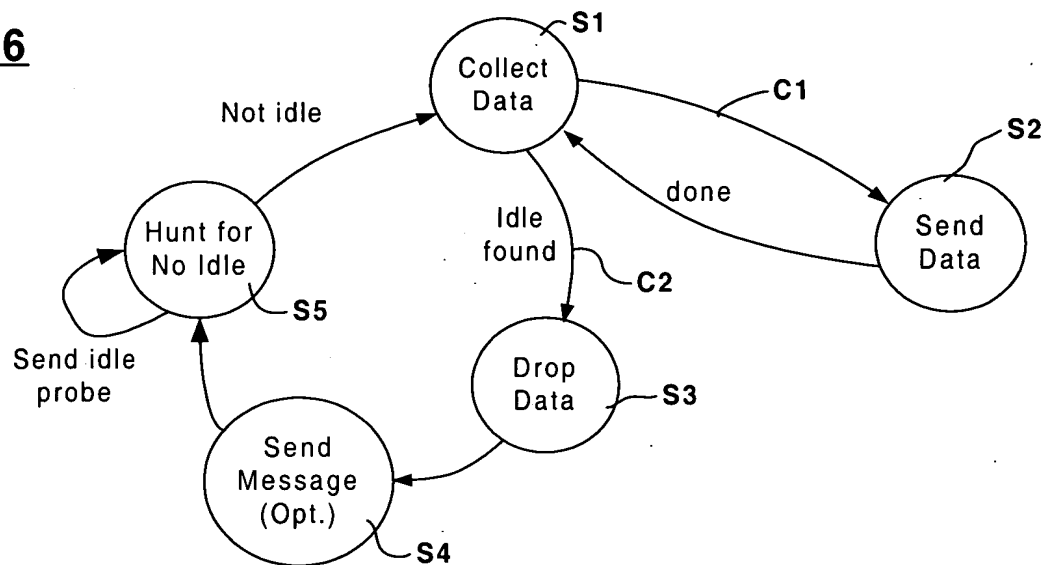 6
S1
Collect
Data
C1
S2
Not idle
done
Send
Data
Hunt for
No Idle
Idle
found
C2
S5
Send idle
probe
Drop
Data
S3
Send
Message
(Opt.)
S4